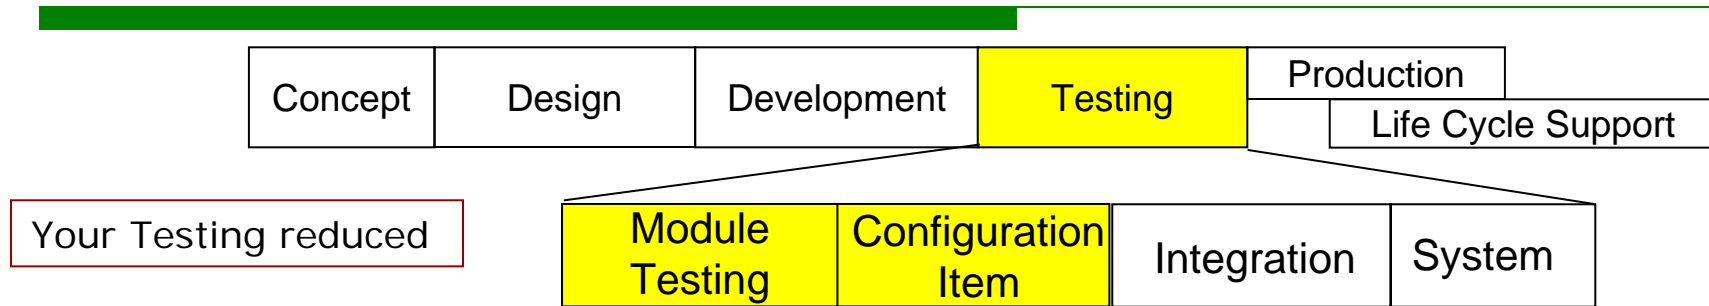 Concept
Design
Development
Testing
Production
Life Cycle Support
Your Testing reduced
Module
Testing
Configuration
Item
Integration
System